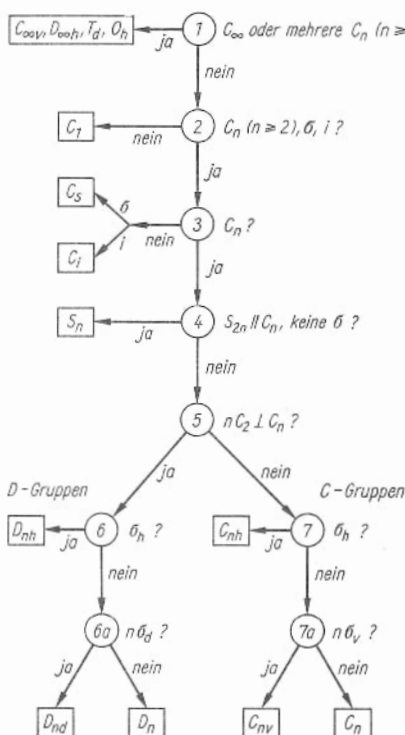 C∞v, D∞h, Td, Oh ja 1 C∞ oder mehrere Cn (n ≥
nein
C1 nein 2 Cn (n ≥ 2), σ, i ?
ja
Cs σ
nein 3 Cn ?
Ci i
ja
Sn ja 4 S2n // Cn, keine σ ?
nein
5 n C2 ⊥ Cn ?
ja nein
D-Gruppen C-Gruppen
Dnh ja 6 σh ? Cnh ja 7 σh ?
nein nein
6a n σd ? 7a n σv ?
ja nein ja nein
Dnd Dn Cnv Cn